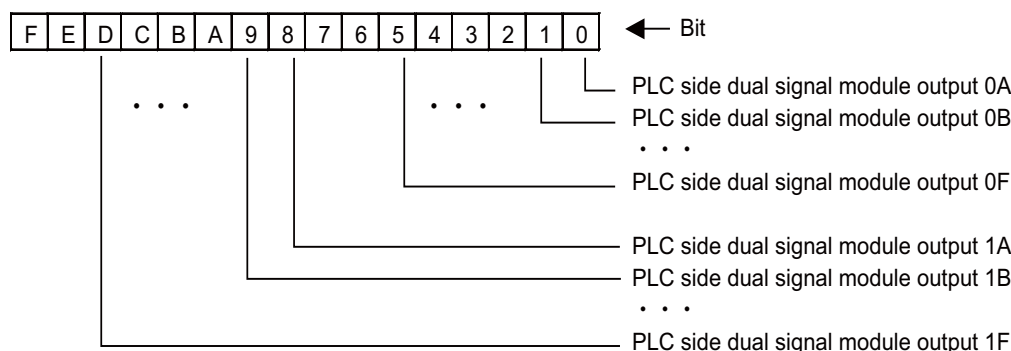 F E D C B A 9 8 7 6 5 4 3 2 1 0 Bit
PLC side dual signal module output 0A
PLC side dual signal module output 0B
・・・
・・・
・・・
PLC side dual signal module output 0F
PLC side dual signal module output 1A
PLC side dual signal module output 1B
・・・
PLC side dual signal module output 1F